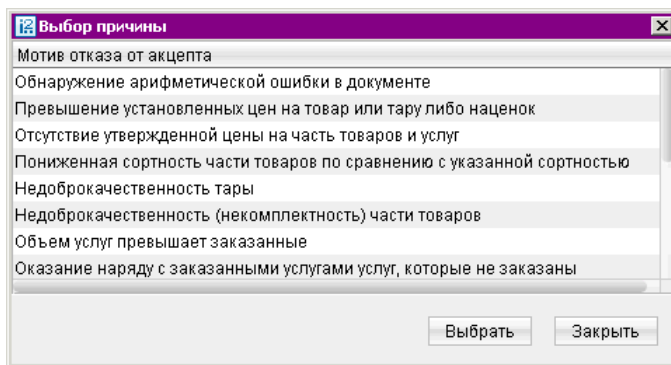 Выбор причины
Мотив отказа от акцепта
Обнаружение арифметической ошибки в документе
Превышение установленных цен на товар или тару либо наценок
Отсутствие утвержденной цены на часть товаров и услуг
Пониженная сортность части товаров по сравнению с указанной сортностью
Недоброкачественность тары
Недоброкачественность (некомплектность) части товаров
Объем услуг превышает заказанные
Оказание наряду с заказанными услугами услуг, которые не заказаны
Выбрать Закрыть